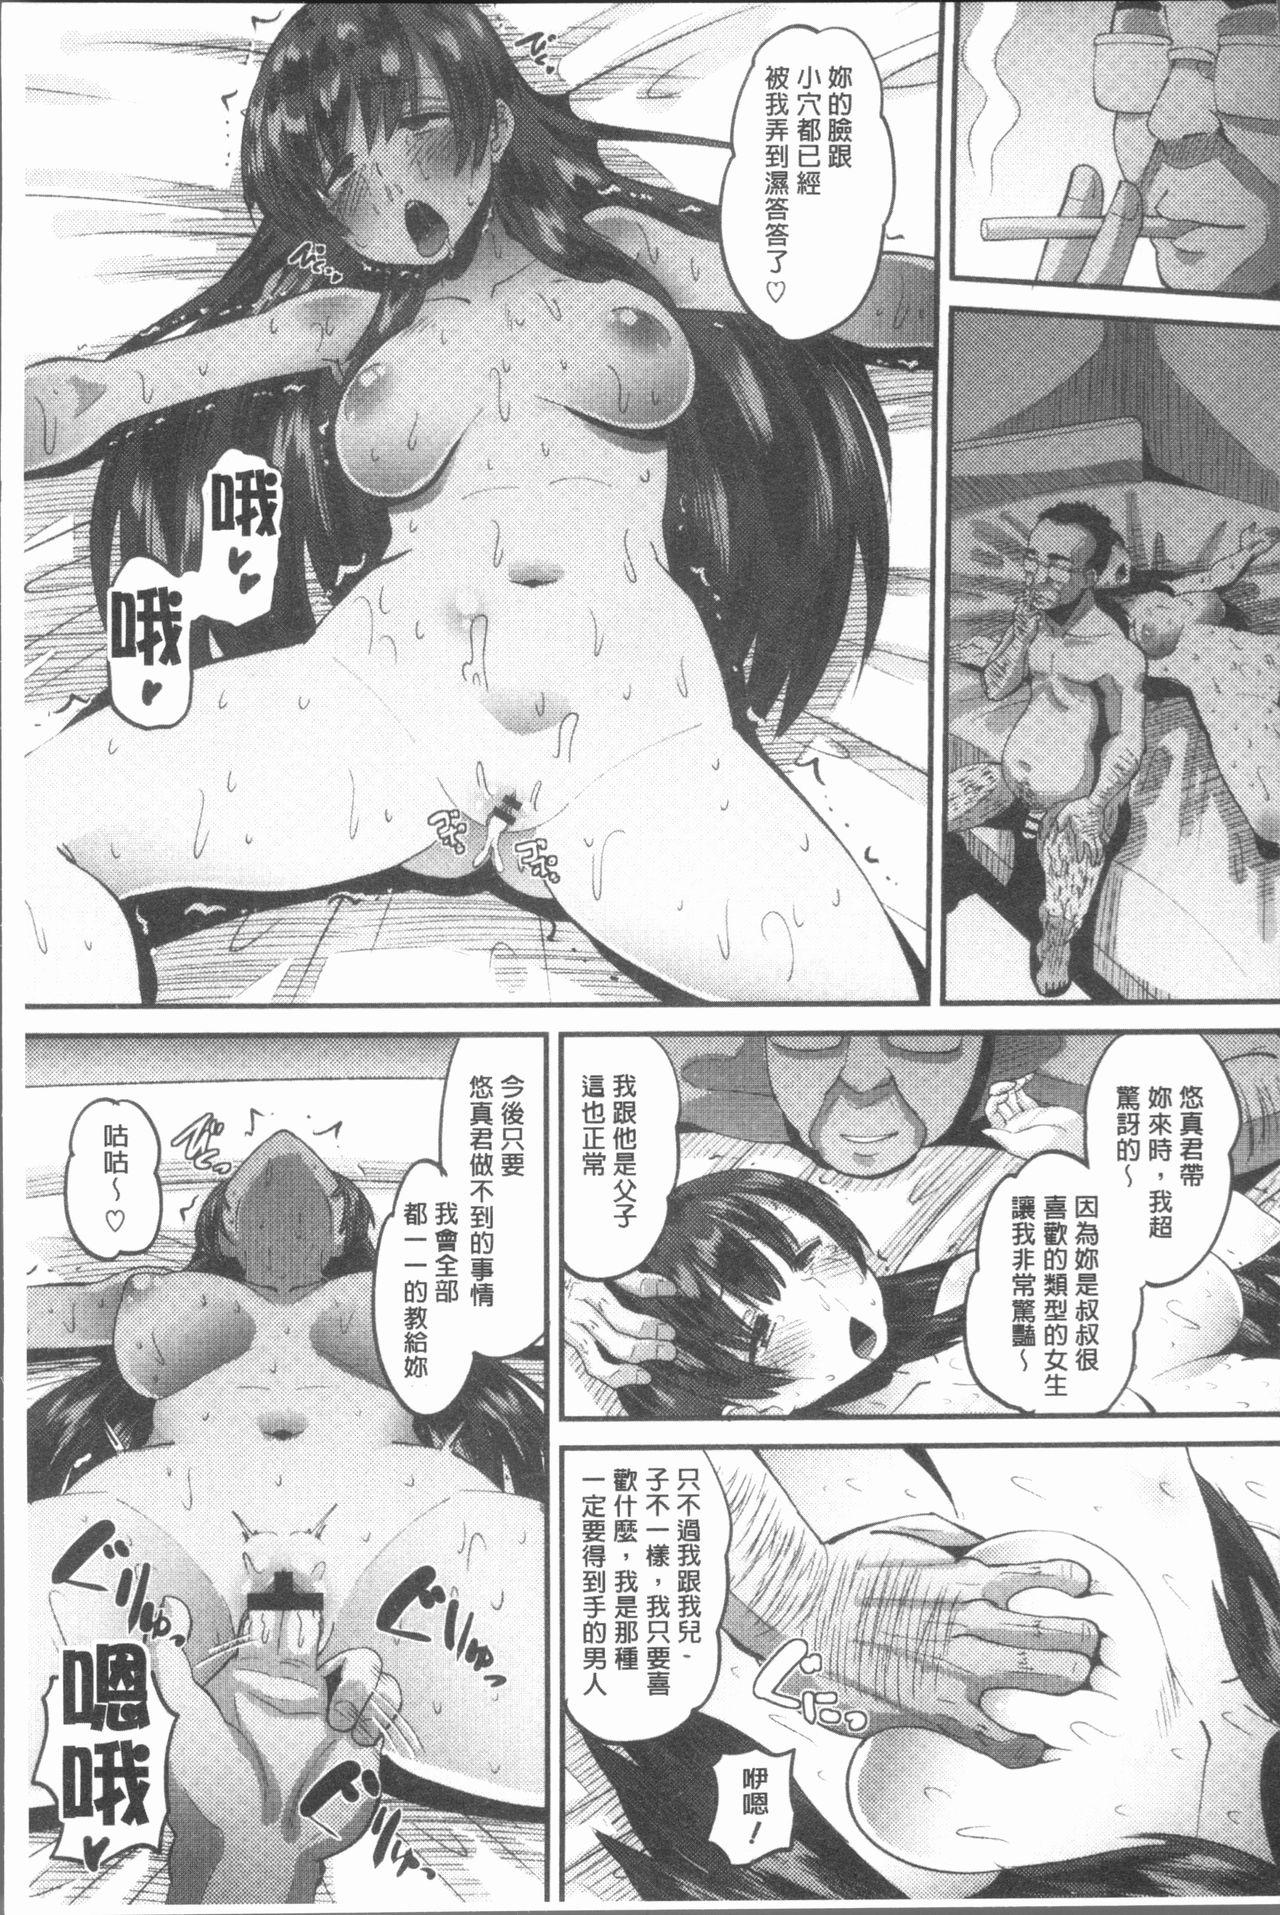 妳的臉跟
小穴都已經
被我弄到濕答答了♡
哦
哦
悠真君帶
妳來時，我超
驚訝的～
因為妳是叔叔很
喜歡的類型的女生
讓我非常驚豔～
我跟他是父子
這也正常
只不過我跟我兒-
子不一樣，我只要喜
歡什麼，我是那種
一定要得到手的男人
咿嗯！
今後只要
悠真君做不到的事情
我會全部
都一一的教給妳
咕咕～♡
嗯哦